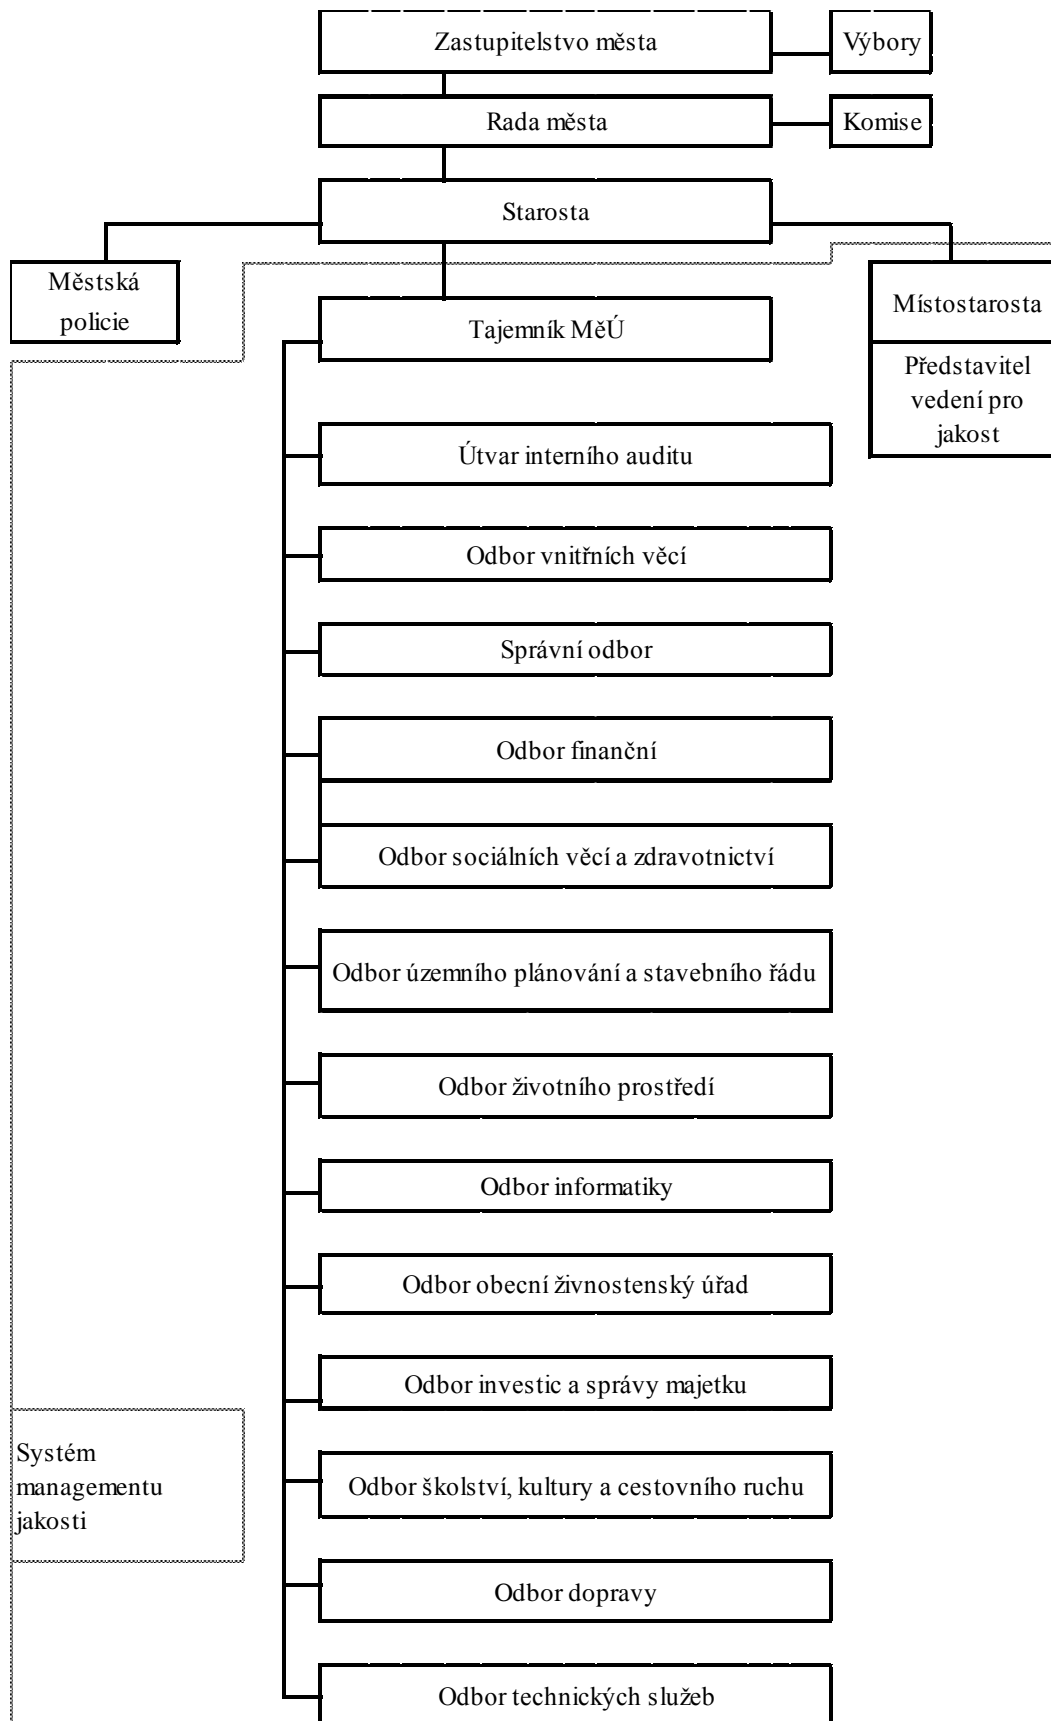 Zastupitelstvo města
Výbory
Rada města
Komise
Starosta
Městská
policie
Tajemník MěÚ
Místostarosta
Představitel
vedení pro
jakost
Útvar interního auditu
Odbor vnitřních věcí
Správní odbor
Odbor finanční
Odbor sociálních věcí a zdravotnictví
Odbor územního plánování a stavebního řádu
Odbor životního prostředí
Odbor informatiky
Odbor obecní živnostenský úřad
Odbor investic a správy majetku
Systém
managementu
jakosti
Odbor školství, kultury a cestovního ruchu
Odbor dopravy
Odbor technických služeb